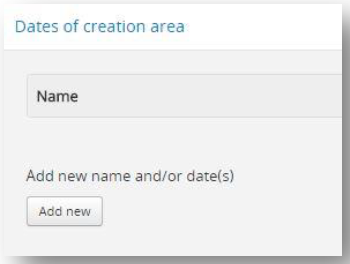 Dates of creation area
Name
Add new name and/or date(s)
Add new